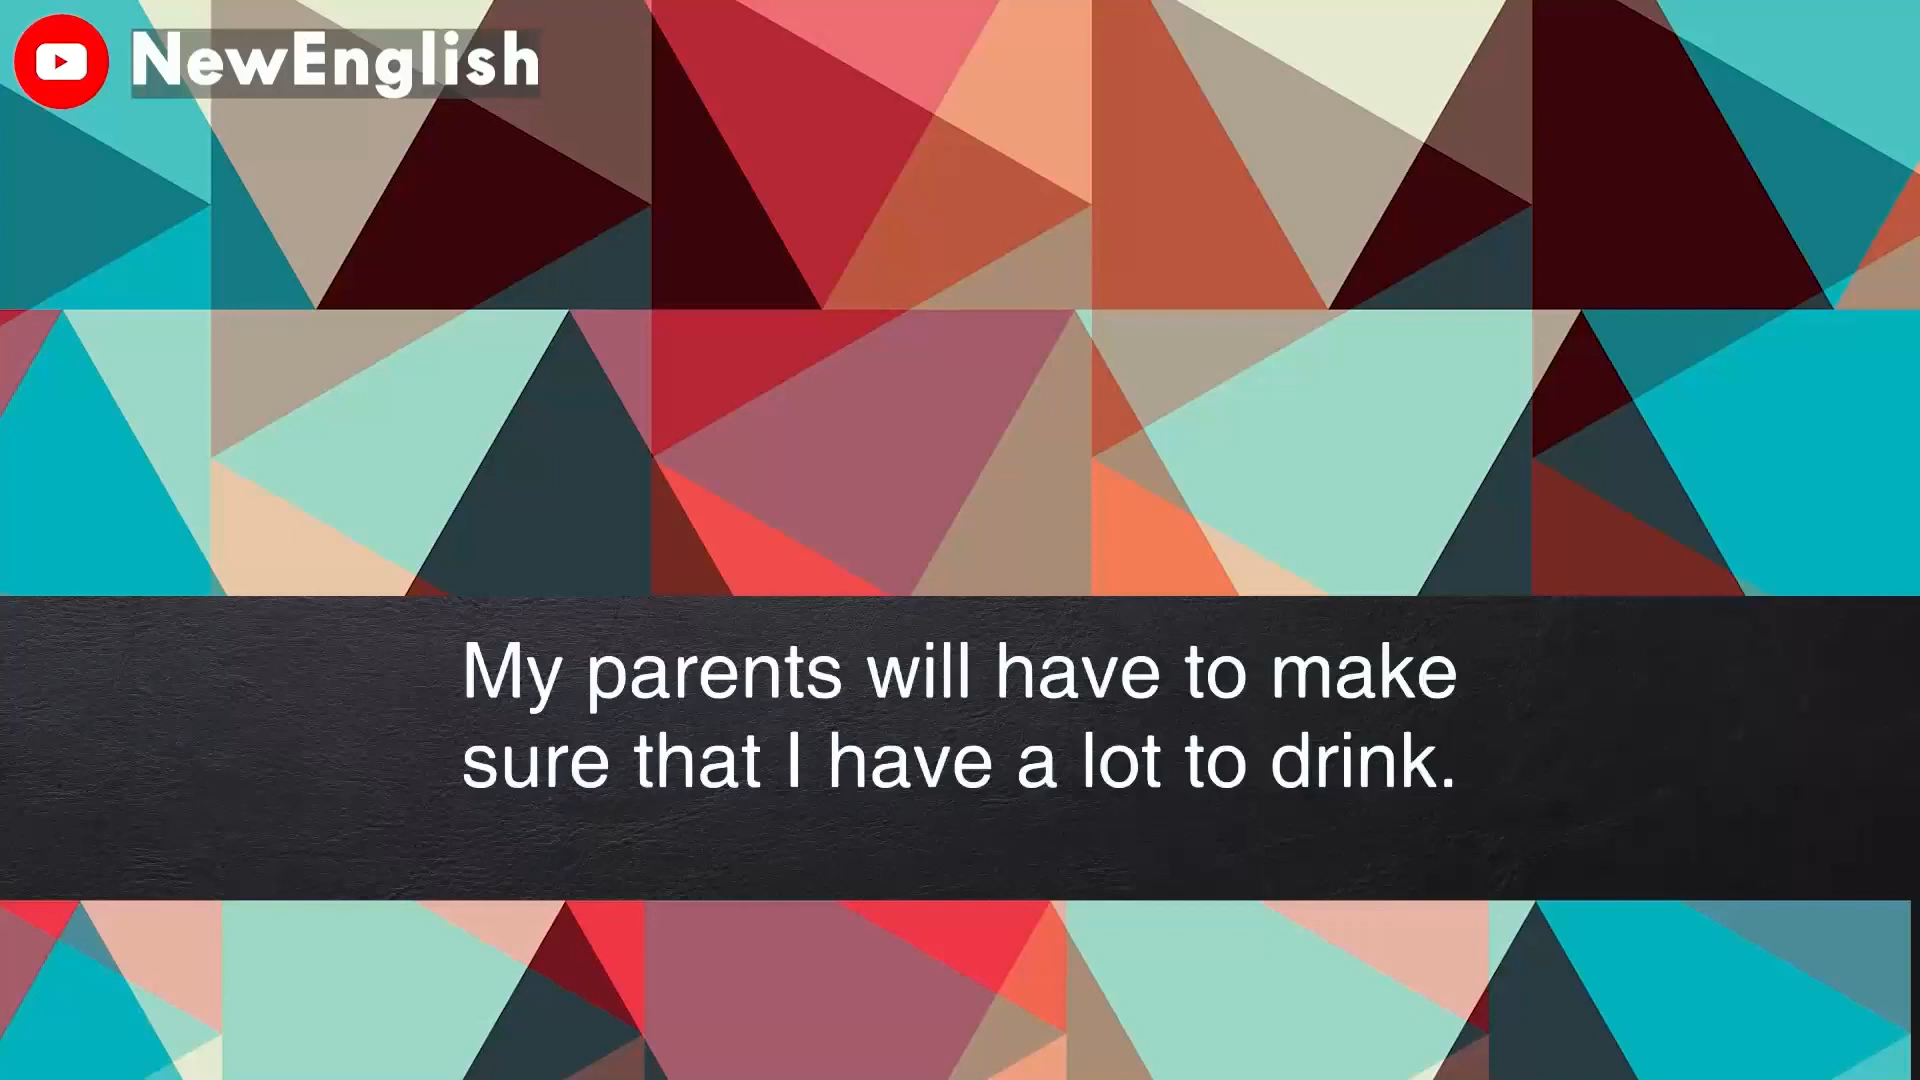 NewEnglish
My parents will have to make
sure that I have a lot to drink.